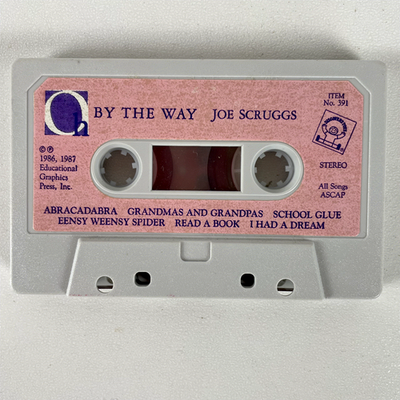 BY THE WAY JOE SCRUGGS
ITEM
No. 391
© ℗
1986, 1987
Educational
Graphics
Press, Inc.
STEREO
All Songs
ASCAP
ABRACADABRA GRANDMAS AND GRANDPAS SCHOOL GLUE
EENSY WEENSY SPIDER READ A BOOK I HAD A DREAM